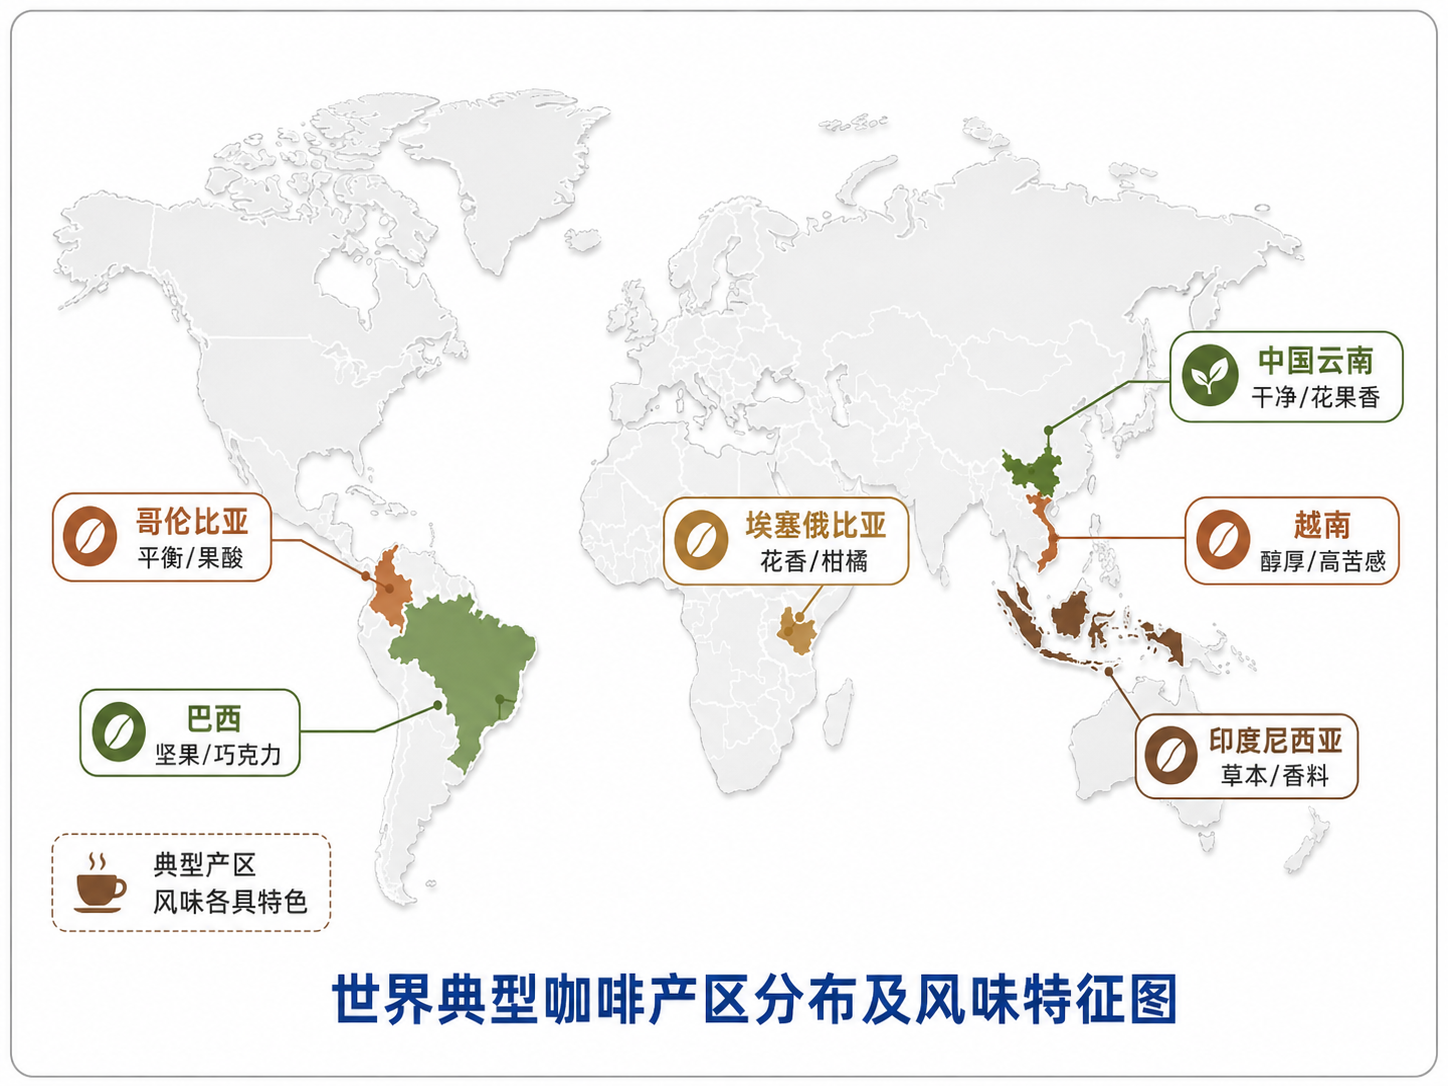 中国云南
干净/花果香
哥伦比亚
平衡/果酸
埃塞俄比亚
花香/柑橘
越南
醇厚/高苦感
巴西
坚果/巧克力
印度尼西亚
草本/香料
典型产区
风味各具特色
世界典型咖啡产区分布及风味特征图